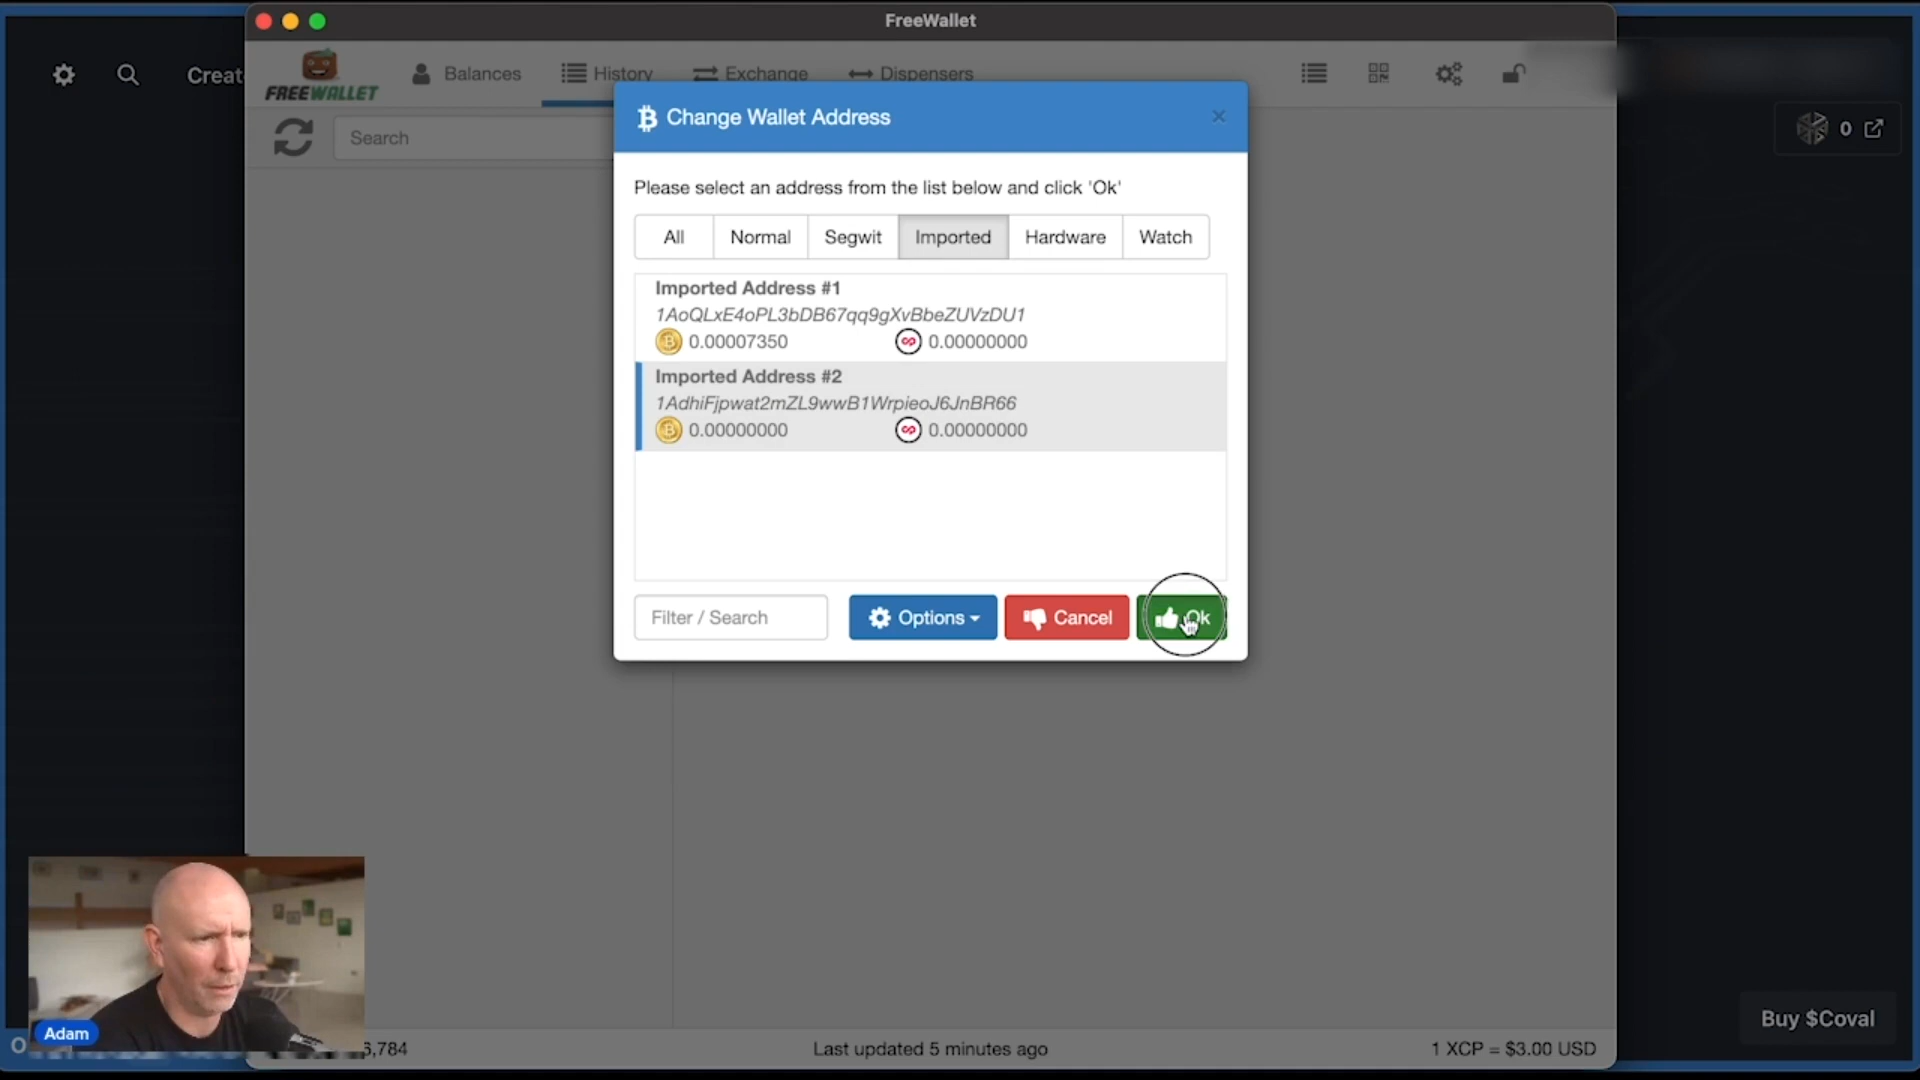 FreeWallet
Creat
FREEWALLET
Balances
History
Exchange
Dispensers
Search
Change Wallet Address
×
Please select an address from the list below and click 'Ok'
All
Normal
Segwit
Imported
Hardware
Watch
Imported Address #1
1AoQLxE4oPL3bDB67qq9gXvBbeZUVzDU1
0.00007350
0.00000000
Imported Address #2
1AdhiFjpwat2mZL9wwB1WrpieoJ6JnBR66
0.00000000
0.00000000
Filter / Search
Options
Cancel
Ok
0
Adam
6,784
Last updated 5 minutes ago
1 XCP = $3.00 USD
Buy $Coval